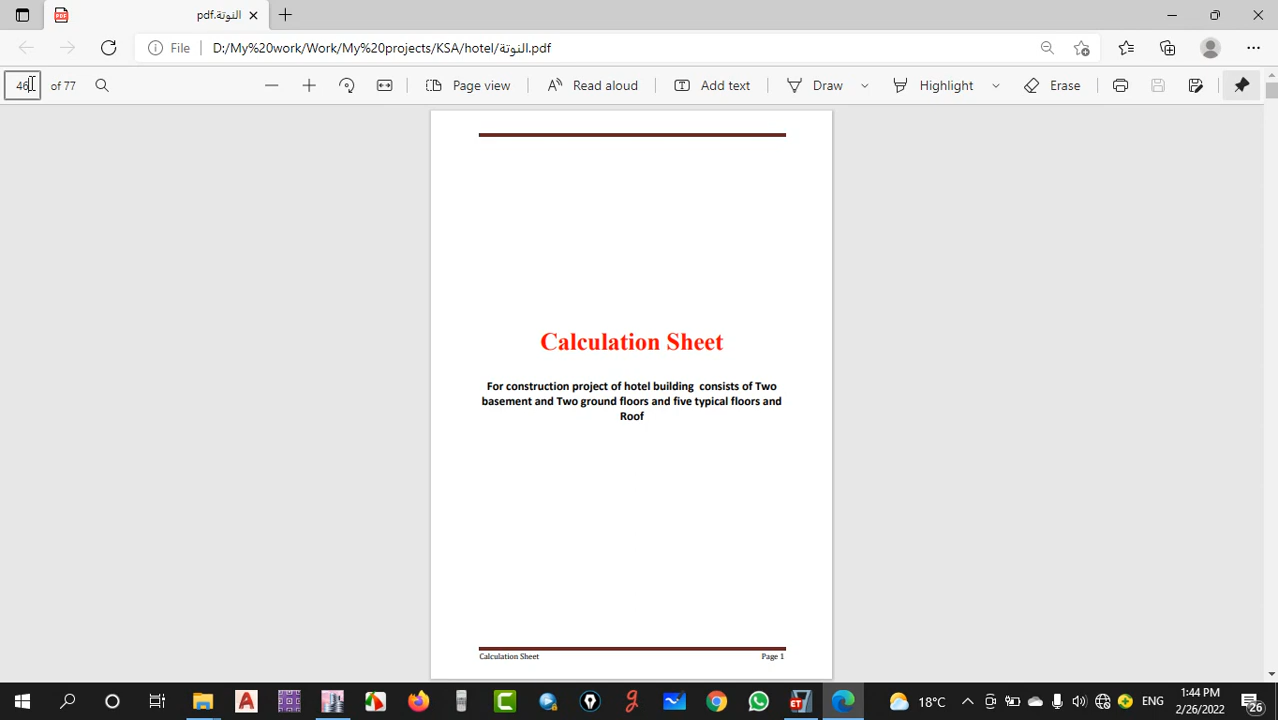 النوتة.pdf
File
D:/My%20work/Work/My%20projects/KSA/hotel/النوتة.pdf
46 of 77
Page view
Read aloud
Add text
Draw
Highlight
Erase
Calculation Sheet
For construction project of hotel building consists of Two
basement and Two ground floors and five typical floors and
Roof
Calculation Sheet
Page 1
18°C
ENG
1:44 PM
2/26/2022
26